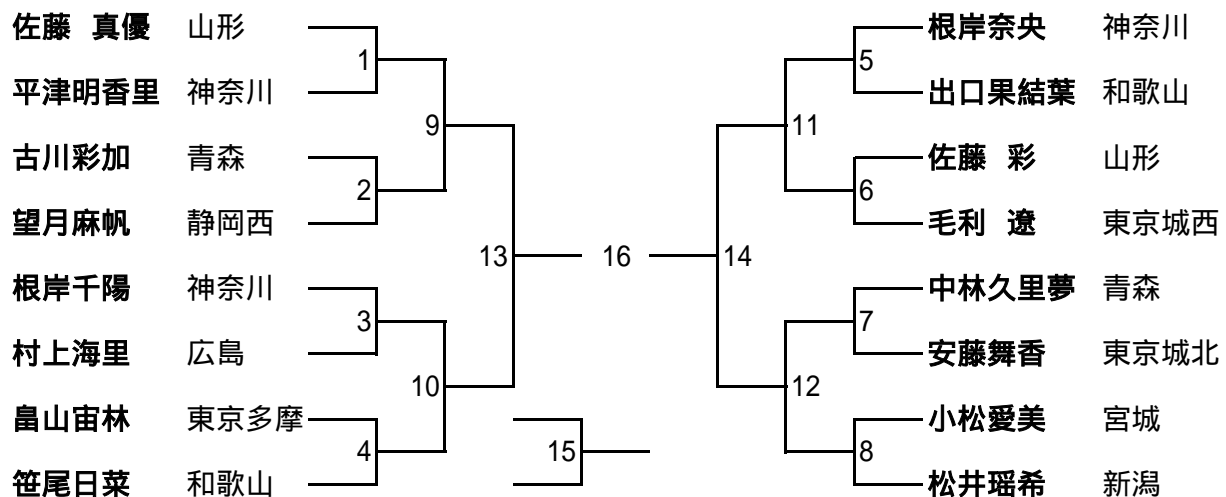 佐藤 真優 山形 根岸奈央 神奈川
1 5
平津明香里 神奈川 出口果結葉 和歌山
9 11
古川彩加 青森 佐藤 彩 山形
2 6
望月麻帆 静岡西 毛利 遼 東京城西
13 16 14
根岸千陽 神奈川 中林久里夢 青森
3 7
村上海里 広島 安藤舞香 東京城北
10 12
畠山宙林 東京多摩 小松愛美 宮城
4 15 8
笹尾日菜 和歌山 松井瑶希 新潟